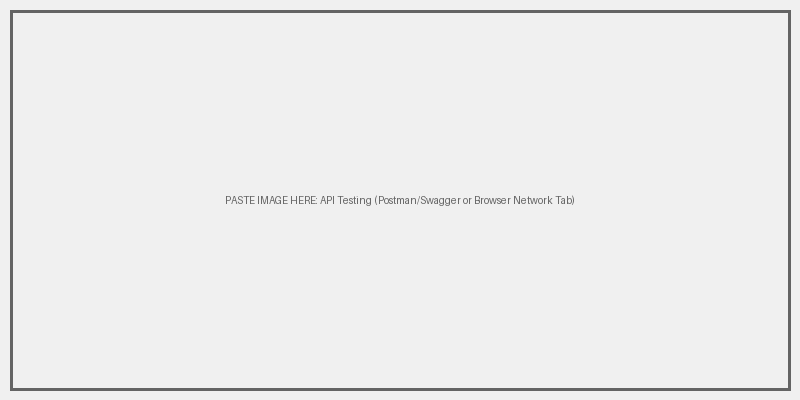 PASTE IMAGE HERE: API Testing (Postman/Swagger or Browser Network Tab)